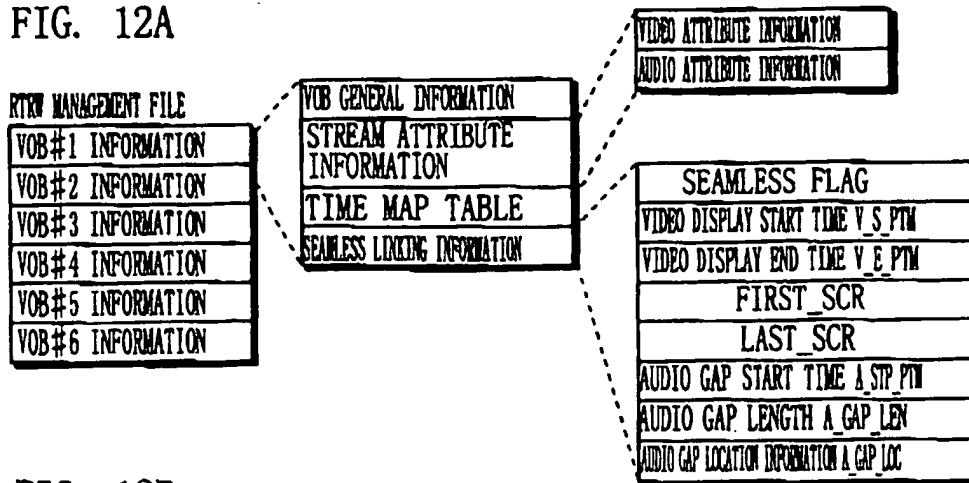 FIG. 12A
RTRW MANAGEMENT FILE
VOB#1 INFORMATION
VOB#2 INFORMATION
VOB#3 INFORMATION
VOB#4 INFORMATION
VOB#5 INFORMATION
VOB#6 INFORMATION
VOB GENERAL INFORMATION
STREAM ATTRIBUTE
INFORMATION
TIME MAP TABLE
SEAMLESS LINKING INFORMATION
VIDEO ATTRIBUTE INFORMATION
AUDIO ATTRIBUTE INFORMATION
SEAMLESS FLAG
VIDEO DISPLAY START TIME V_S_PTM
VIDEO DISPLAY END TIME V_E_PTM
FIRST_SCR
LAST_SCR
AUDIO GAP START TIME A_STP_PTM
AUDIO GAP LENGTH A_GAP_LEN
AUDIO GAP LOCATION INFORMATION A_GAP_LOC